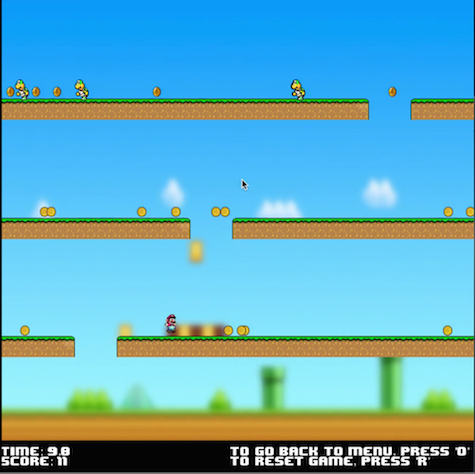 TIME: 9.8
SCORE: 11
TO GO BACK TO MENU, PRESS 'O'
TO RESET GAME, PRESS 'R'